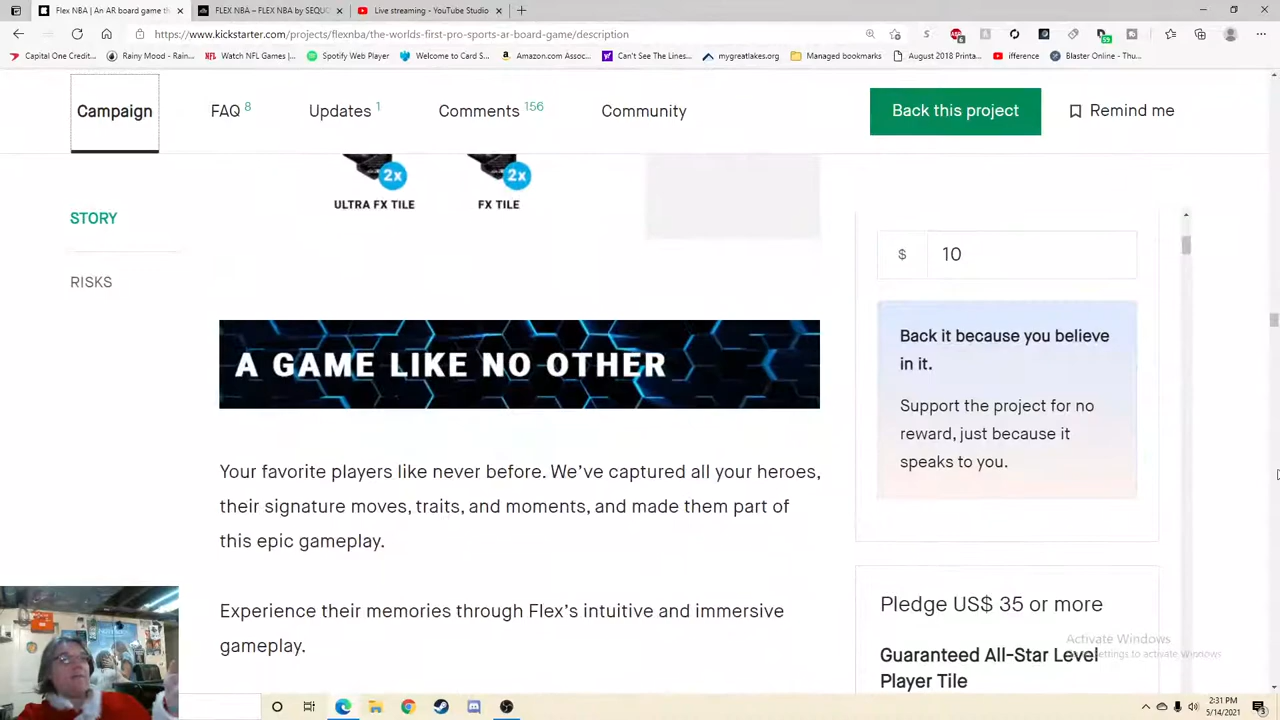 Flex NBA | An AR board game th
FLEX NBA – FLEX NBA by SEQUO
Live streaming - YouTube Studio
https://www.kickstarter.com/projects/flexnba/the-worlds-first-pro-sports-ar-board-game/description
Capital One Credit...
Rainy Mood - Rain...
Watch NFL Games...
Spotify Web Player
Welcome to Card S...
Amazon.com Assoc...
Can't See The Lines...
mygreatlakes.org
Managed bookmarks
August 2018 Printa...
ifference
Blaster Online - Thu...
Campaign
FAQ 8
Updates 1
Comments 156
Community
Back this project
Remind me
STORY
RISKS
2x
2x
ULTRA FX TILE
FX TILE
A GAME LIKE NO OTHER
Your favorite players like never before. We've captured all your heroes,
their signature moves, traits, and moments, and made them part of
this epic gameplay.
Experience their memories through Flex's intuitive and immersive
gameplay.
$ 10
Back it because you believe
in it.
Support the project for no
reward, just because it
speaks to you.
Pledge US$ 35 or more
Guaranteed All-Star Level
Player Tile
Activate Windows
settings to activate Windows
2:31 PM
5/14/2021